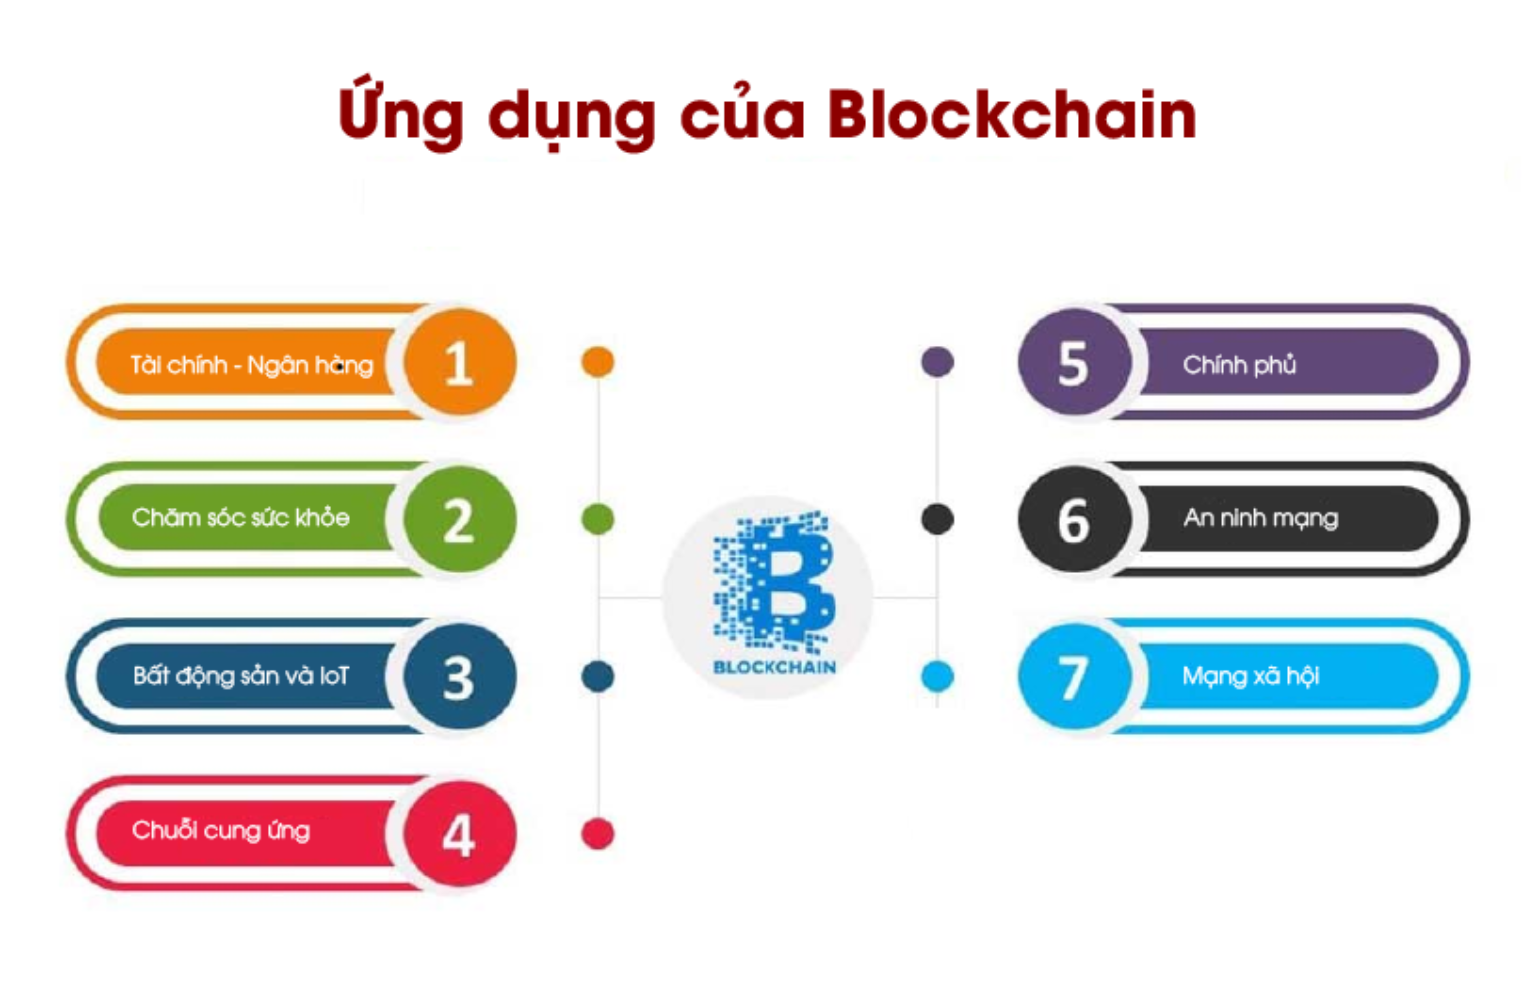 Ứng dụng của Blockchain
Tài chính - Ngân hàng
1
Chăm sóc sức khỏe
2
Bất động sản và IoT
3
Chuỗi cung ứng
4
BLOCKCHAIN
5
Chính phủ
6
An ninh mạng
7
Mạng xã hội